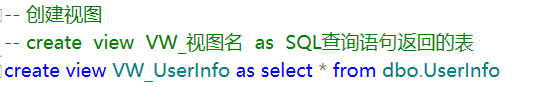 -- 创建视图
-- create view VW_视图名 as SQL查询语句返回的表
create view VW_UserInfo as select * from dbo.UserInfo